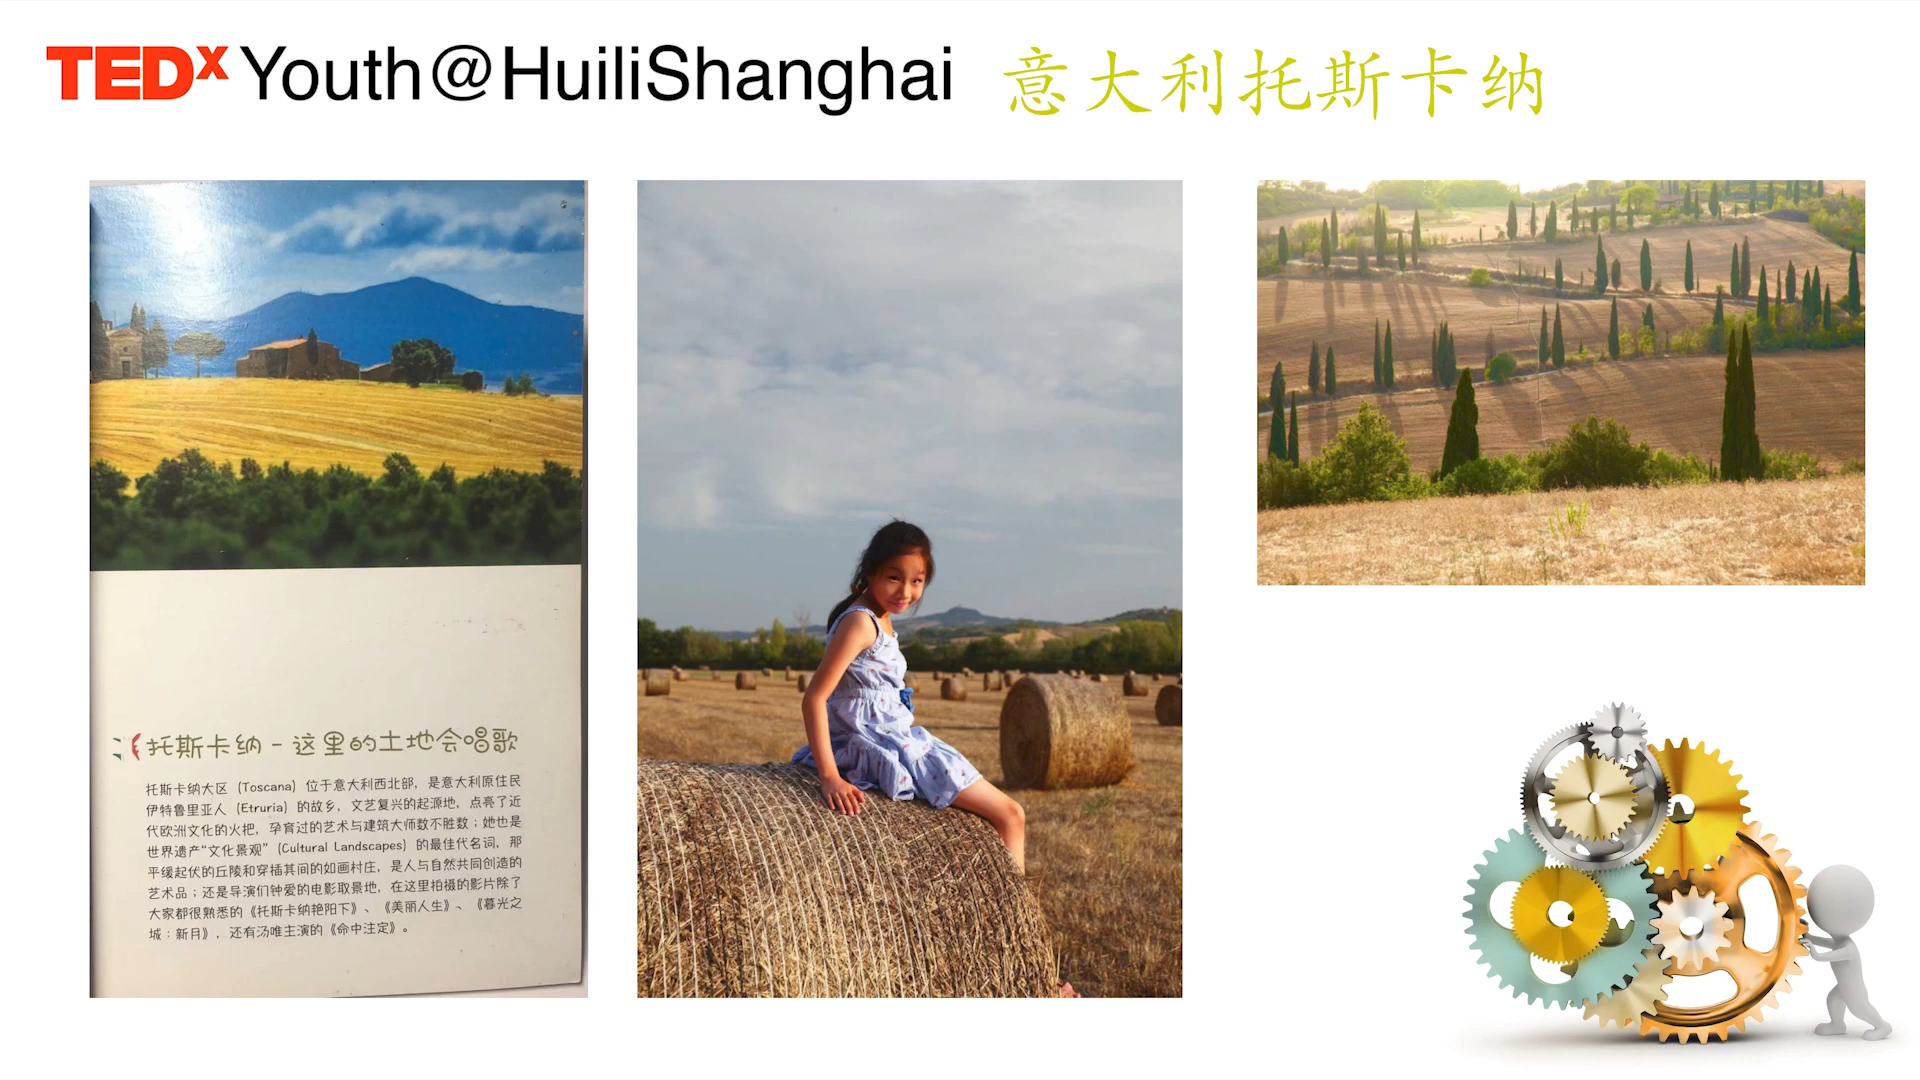 TEDx Youth@HuiliShanghai 意大利托斯卡纳
托斯卡纳 - 这里的土地会唱歌
托斯卡纳大区 (Toscana) 位于意大利西北部，是意大利原住民
伊特鲁里亚人 (Etruria) 的故乡，文艺复兴的起源地，点亮了近
代欧洲文化的火把，孕育过的艺术与建筑大师数不胜数；她也是
世界遗产“文化景观” (Cultural Landscapes) 的最佳代名词，那
平缓起伏的丘陵和穿插其间的如画村庄，是人与自然共同创造的
艺术品；还是导演们钟爱的电影取景地，在这里拍摄的影片除了
大家都很熟悉的《托斯卡纳艳阳下》、《美丽人生》、《暮光之
城：新月》，还有汤唯主演的《命中注定》。